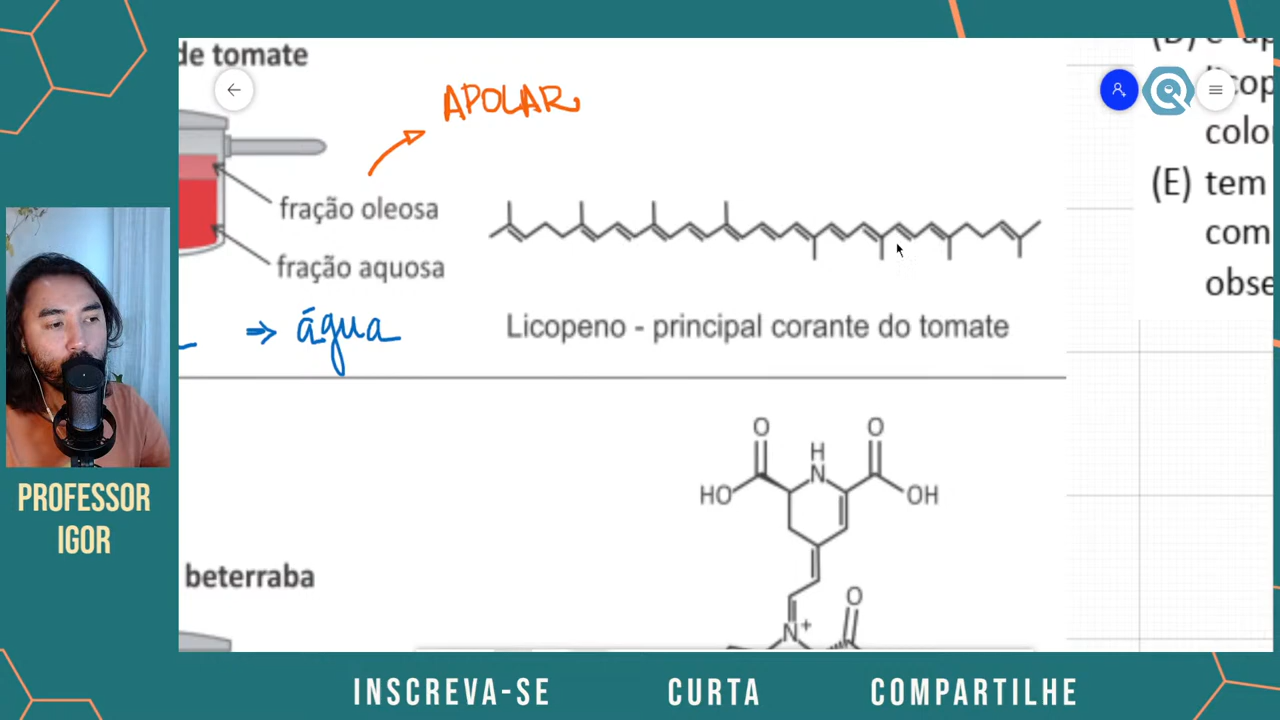 de tomate
APOLAR
fração oleosa
fração aquosa
⇒ água
Licopeno - principal corante do tomate
O
O
H
N
HO
OH
beterraba
O
N+
licop
colo
(E) tem
com
obse
PROFESSOR
IGOR
INSCREVA-SE
CURTA
COMPARTILHE